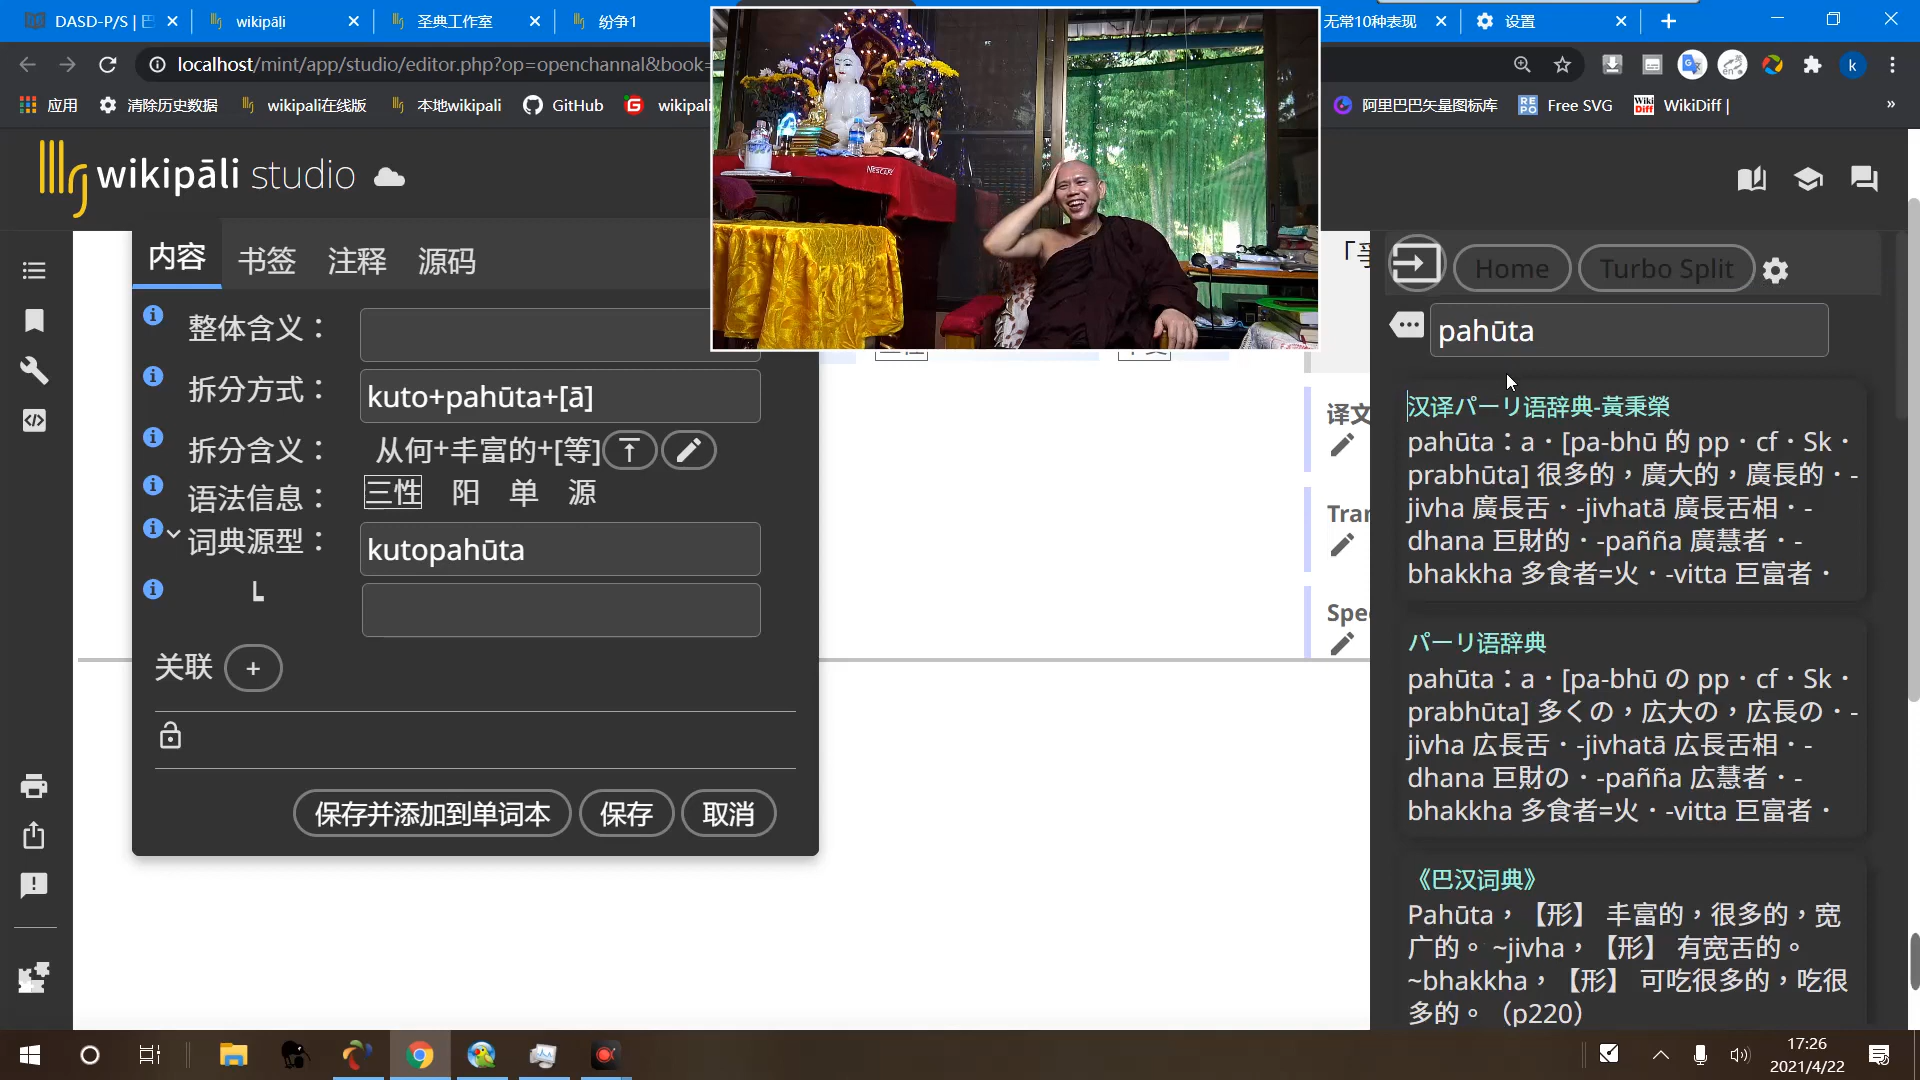 DASD-P/S | 巴
wikipāli
圣典工作室
纷争1
无常10种表现
设置
localhost/mint/app/studio/editor.php?op=openchannal&book=
应用
清除历史数据
wikipali在线版
本地wikipali
GitHub
wikipali
阿里巴巴矢量图标库
Free SVG
WikiDiff |
wikipāli studio
NESCAFÉ
内容 书签 注释 源码
整体含义：
拆分方式： kuto+pahūta+[ā]
拆分含义： 从何+丰富的+[等]
语法信息： 三性 阳 单 源
词典源型： kutopahūta
关联 +
保存并添加到单词本 保存 取消
译文
Tran
Spe
Home Turbo Split
pahūta
汉译パーリ语辞典-黃秉榮
pahūta：a・[pa-bhū 的 pp・cf・Sk・
prabhūta] 很多的，廣大的，廣長的・-
jivha 廣長舌・-jivhatā 廣長舌相・-
dhana 巨財的・-pañña 廣慧者・-
bhakkha 多食者=火・-vitta 巨富者・
パーリ语辞典
pahūta：a・[pa-bhū の pp・cf・Sk・
prabhūta] 多くの，広大の，広長の・-
jivha 広長舌・-jivhatā 広長舌相・-
dhana 巨財の・-pañña 広慧者・-
bhakkha 多食者=火・-vitta 巨富者・
《巴汉词典》
Pahūta，【形】 丰富的，很多的，宽
广的。 ~jivha，【形】 有宽舌的。
~bhakkha，【形】 可吃很多的，吃很
多的。（p220）
17:26
2021/4/22